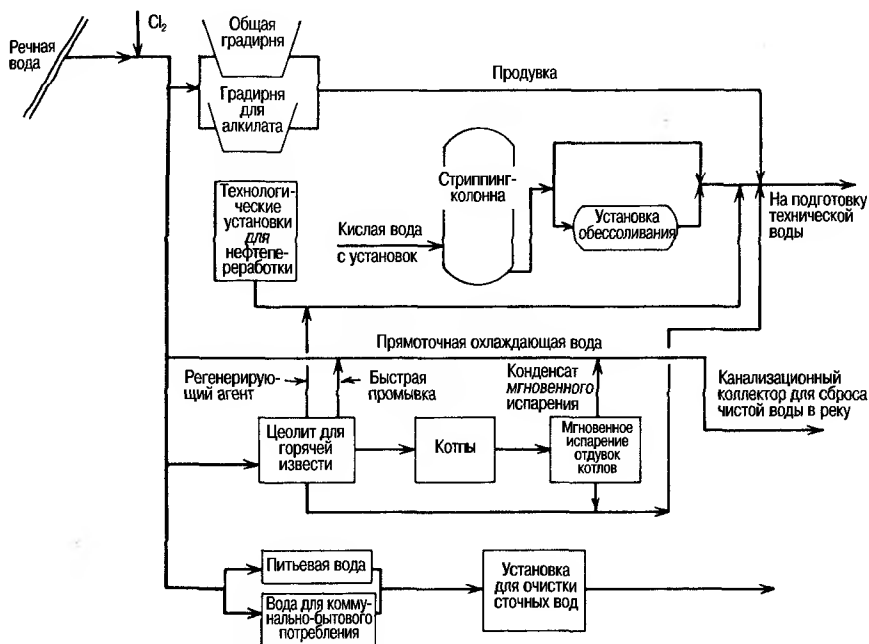 Cl₂
Речная
вода
Общая
градирня
Градирня
для
алкилата
Продувка
Технологи-
ческие
установки
для
нефтепе-
реработки
Кислая вода
с установок
Стриппинг-
колонна
Установка
обессоливания
На подготовку
технической
воды
Прямоточная охлаждающая вода
Регенерирую-
щий агент
Быстрая
промывка
Конденсат
мгновенного
испарения
Канализационный
коллектор для сброса
чистой воды в реку
Цеолит для
горячей
извести
Котпы
Мгновенное
испарение
отдувок
котлов
Питьевая вода
Вода для комму-
нально-бытового
потребления
Установка
для очистки
сточных вод